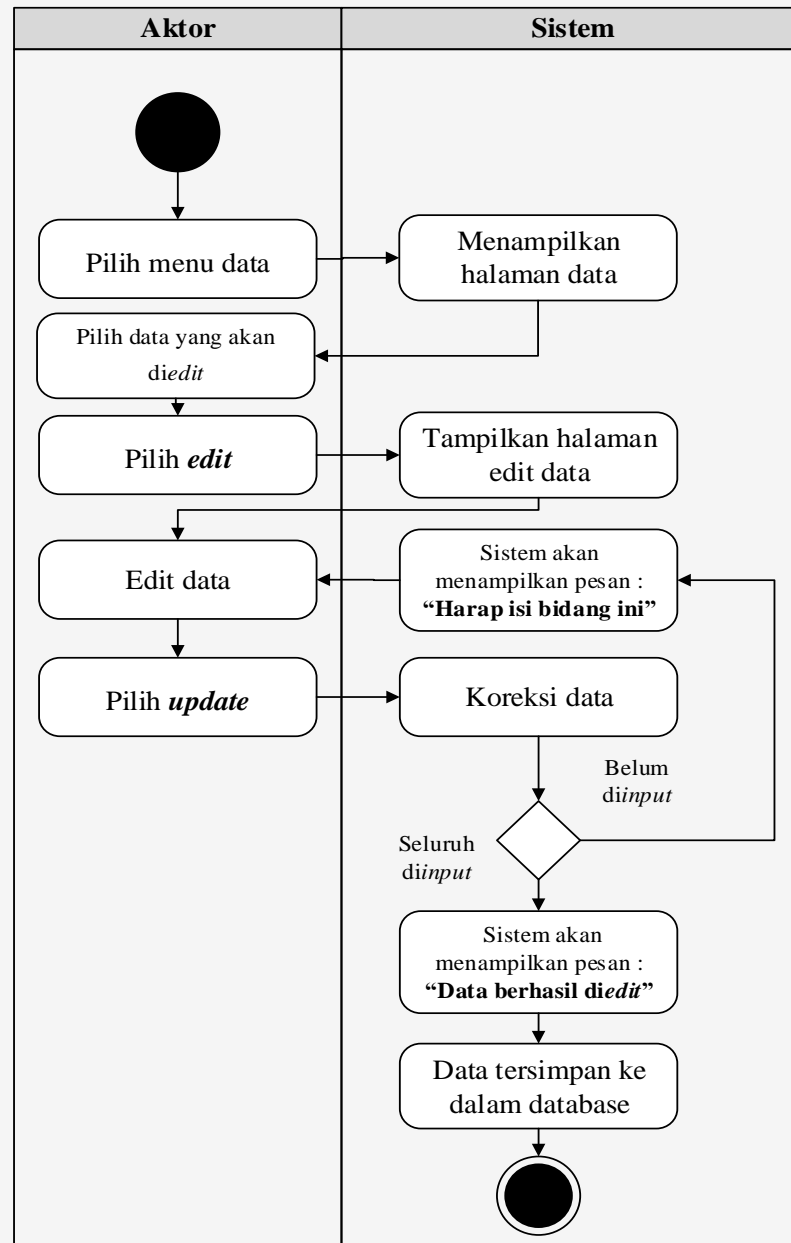 Aktor
Sistem
Pilih menu data
Menampilkan
halaman data
Pilih data yang akan
diedit
Pilih edit
Tampilkan halaman
edit data
Edit data
Sistem akan
menampilkan pesan :
“Harap isi bidang ini”
Pilih update
Koreksi data
Belum
diinput
Seluruh
diinput
Sistem akan
menampilkan pesan :
“Data berhasil diedit”
Data tersimpan ke
dalam database